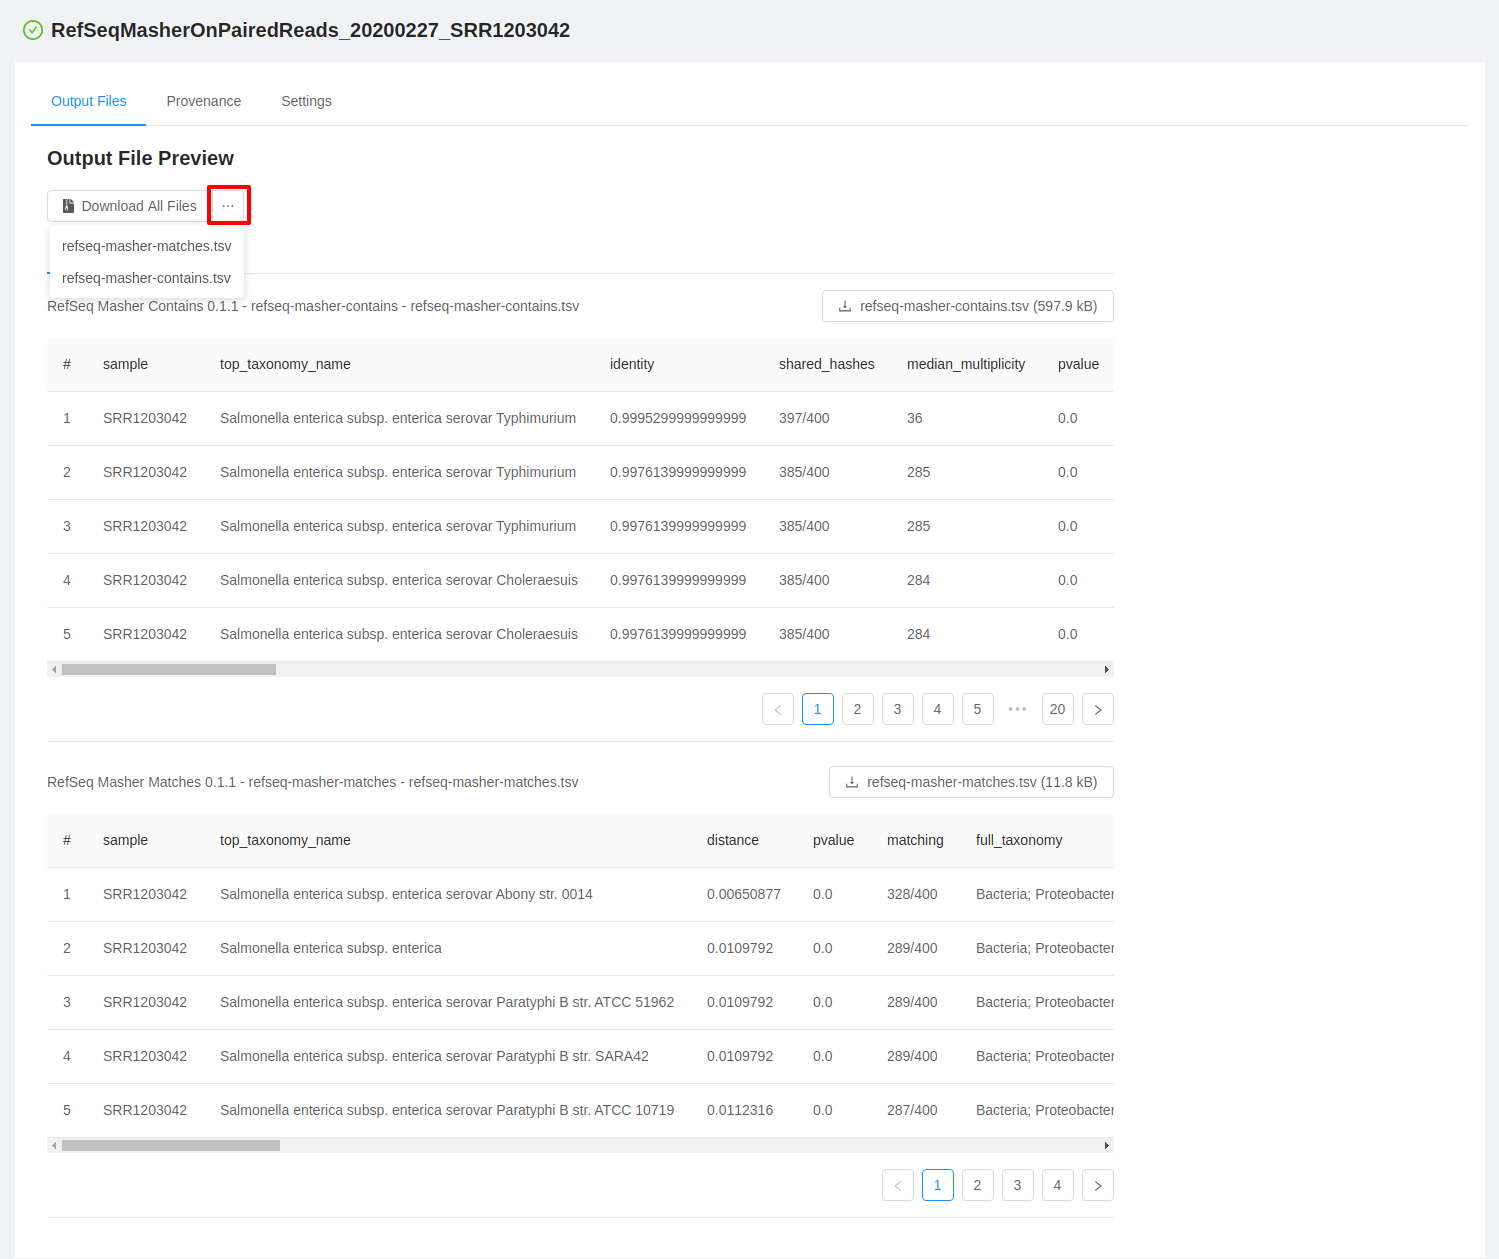 RefSeqMasherOnPairedReads_20200227_SRR1203042
Output Files Provenance Settings
Output File Preview
Download All Files ...
refseq-masher-matches.tsv
refseq-masher-contains.tsv
RefSeq Masher Contains 0.1.1 - refseq-masher-contains - refseq-masher-contains.tsv refseq-masher-contains.tsv (597.9 kB)
# sample top_taxonomy_name identity shared_hashes median_multiplicity pvalue
1 SRR1203042 Salmonella enterica subsp. enterica serovar Typhimurium 0.9995299999999999 397/400 36 0.0
2 SRR1203042 Salmonella enterica subsp. enterica serovar Typhimurium 0.9976139999999999 385/400 285 0.0
3 SRR1203042 Salmonella enterica subsp. enterica serovar Typhimurium 0.9976139999999999 385/400 285 0.0
4 SRR1203042 Salmonella enterica subsp. enterica serovar Choleraesuis 0.9976139999999999 385/400 284 0.0
5 SRR1203042 Salmonella enterica subsp. enterica serovar Choleraesuis 0.9976139999999999 385/400 284 0.0
< 1 2 3 4 5 ••• 20 >
RefSeq Masher Matches 0.1.1 - refseq-masher-matches - refseq-masher-matches.tsv refseq-masher-matches.tsv (11.8 kB)
# sample top_taxonomy_name distance pvalue matching full_taxonomy
1 SRR1203042 Salmonella enterica subsp. enterica serovar Abony str. 0014 0.00650877 0.0 328/400 Bacteria; Proteobacter
2 SRR1203042 Salmonella enterica subsp. enterica 0.0109792 0.0 289/400 Bacteria; Proteobacter
3 SRR1203042 Salmonella enterica subsp. enterica serovar Paratyphi B str. ATCC 51962 0.0109792 0.0 289/400 Bacteria; Proteobacter
4 SRR1203042 Salmonella enterica subsp. enterica serovar Paratyphi B str. SARA42 0.0109792 0.0 289/400 Bacteria; Proteobacter
5 SRR1203042 Salmonella enterica subsp. enterica serovar Paratyphi B str. ATCC 10719 0.0112316 0.0 287/400 Bacteria; Proteobacter
< 1 2 3 4 >